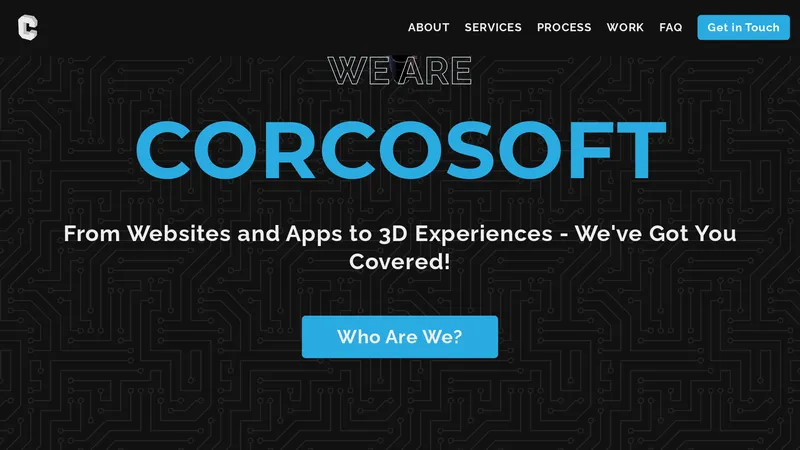 C
ABOUT SERVICES PROCESS WORK FAQ Get in Touch
WE ARE
CORCOSOFT
From Websites and Apps to 3D Experiences - We've Got You
Covered!
Who Are We?